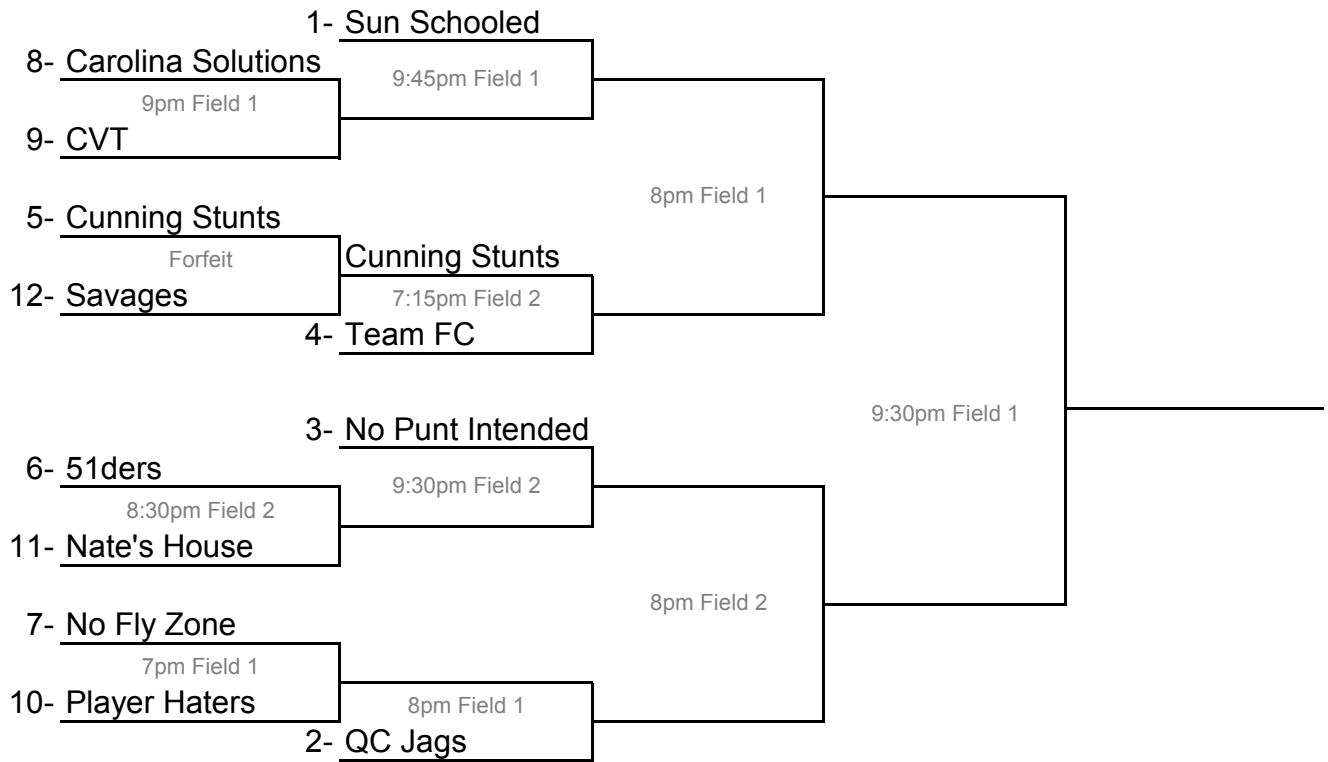 1- Sun Schooled
8- Carolina Solutions
9:45pm Field 1
9pm Field 1
9- CVT
8pm Field 1
5- Cunning Stunts
Forfeit
Cunning Stunts
12- Savages
7:15pm Field 2
4- Team FC
9:30pm Field 1
3- No Punt Intended
6- 51ders
9:30pm Field 2
8:30pm Field 2
11- Nate's House
8pm Field 2
7- No Fly Zone
7pm Field 1
10- Player Haters
8pm Field 1
2- QC Jags